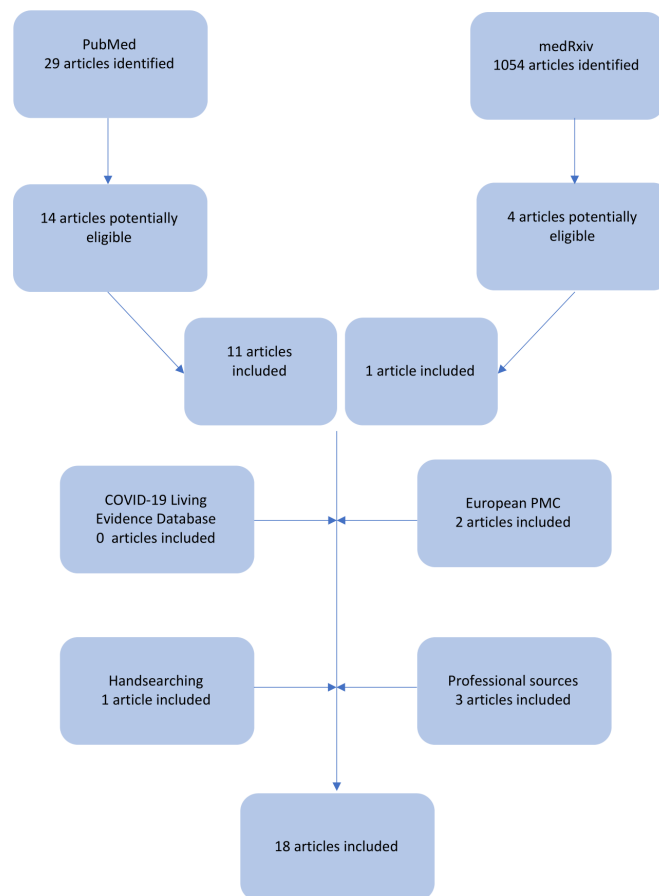 PubMed
29 articles identified
medRxiv
1054 articles identified
14 articles potentially
eligible
4 articles potentially
eligible
11 articles
included
1 article included
COVID-19 Living
Evidence Database
0  articles included
European PMC
2 articles included
Handsearching
1 article included
Professional sources
3 articles included
18 articles included